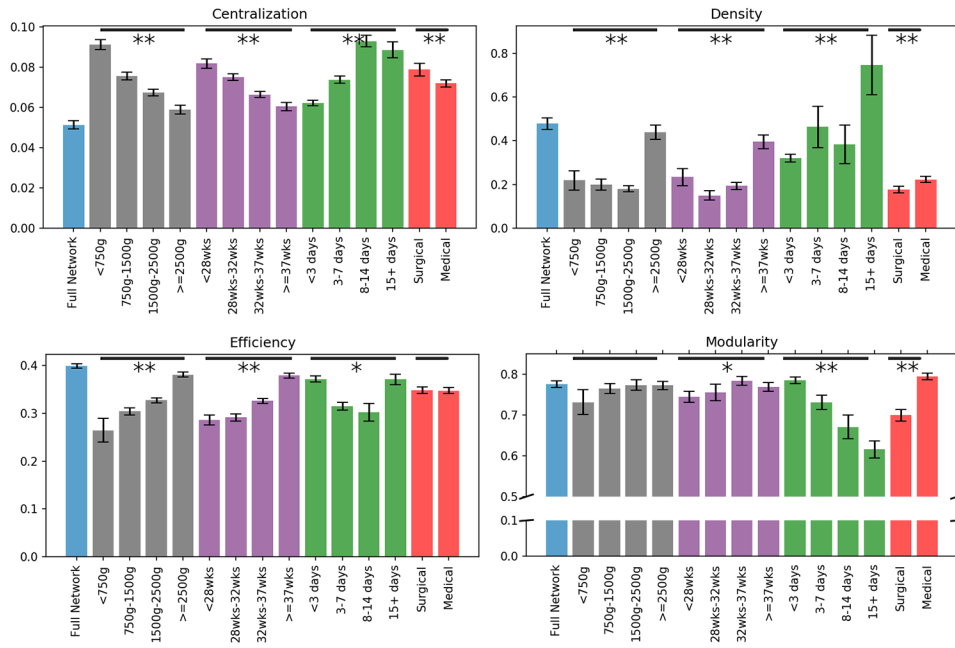 Centralization
0.10
0.08
0.06
0.04
0.02
0.00
** ** ** **
Full Network
<750g
750g-1500g
1500g-2500g
>=2500g
<28wks
28wks-32wks
32wks-37wks
>=37wks
<3 days
3-7 days
8-14 days
15+ days
Surgical
Medical
Density
0.8
0.6
0.4
0.2
0.0
** ** ** **
Full Network
<750g
750g-1500g
1500g-2500g
>=2500g
<28wks
28wks-32wks
32wks-37wks
>=37wks
<3 days
3-7 days
8-14 days
15+ days
Surgical
Medical
Efficiency
0.4
0.3
0.2
0.1
0.0
** ** *
Full Network
<750g
750g-1500g
1500g-2500g
>=2500g
<28wks
28wks-32wks
32wks-37wks
>=37wks
<3 days
3-7 days
8-14 days
15+ days
Surgical
Medical
Modularity
0.8
0.7
0.6
0.5
0.1
0.0
* ** **
Full Network
<750g
750g-1500g
1500g-2500g
>=2500g
<28wks
28wks-32wks
32wks-37wks
>=37wks
<3 days
3-7 days
8-14 days
15+ days
Surgical
Medical